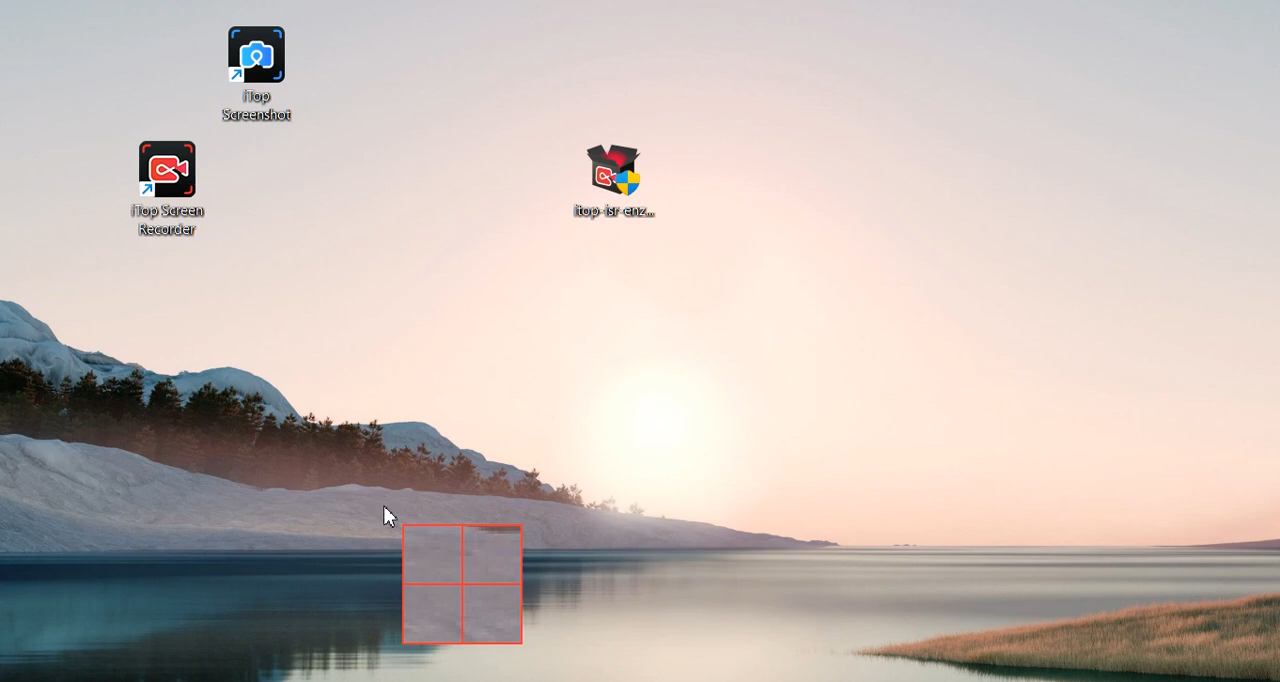 iTop
Screenshot
iTop Screen
Recorder
itop-isr-enz...